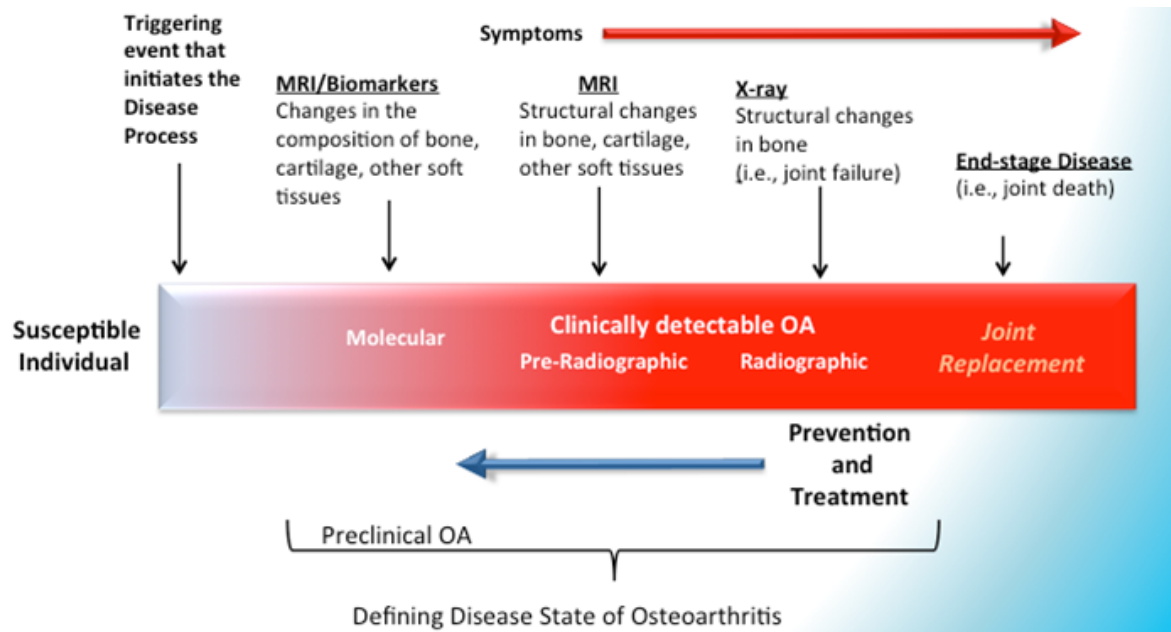 Triggering
event that
initiates the
Disease
Process
Symptoms
MRI/Biomarkers
Changes in the
composition of bone,
cartilage, other soft
tissues
MRI
Structural changes
in bone, cartilage,
other soft tissues
X-ray
Structural changes
in bone
(i.e., joint failure)
End-stage Disease
(i.e., joint death)
Susceptible
Individual
Molecular
Clinically detectable OA
Pre-Radiographic
Radiographic
Joint
Replacement
Prevention
and
Treatment
Preclinical OA
Defining Disease State of Osteoarthritis